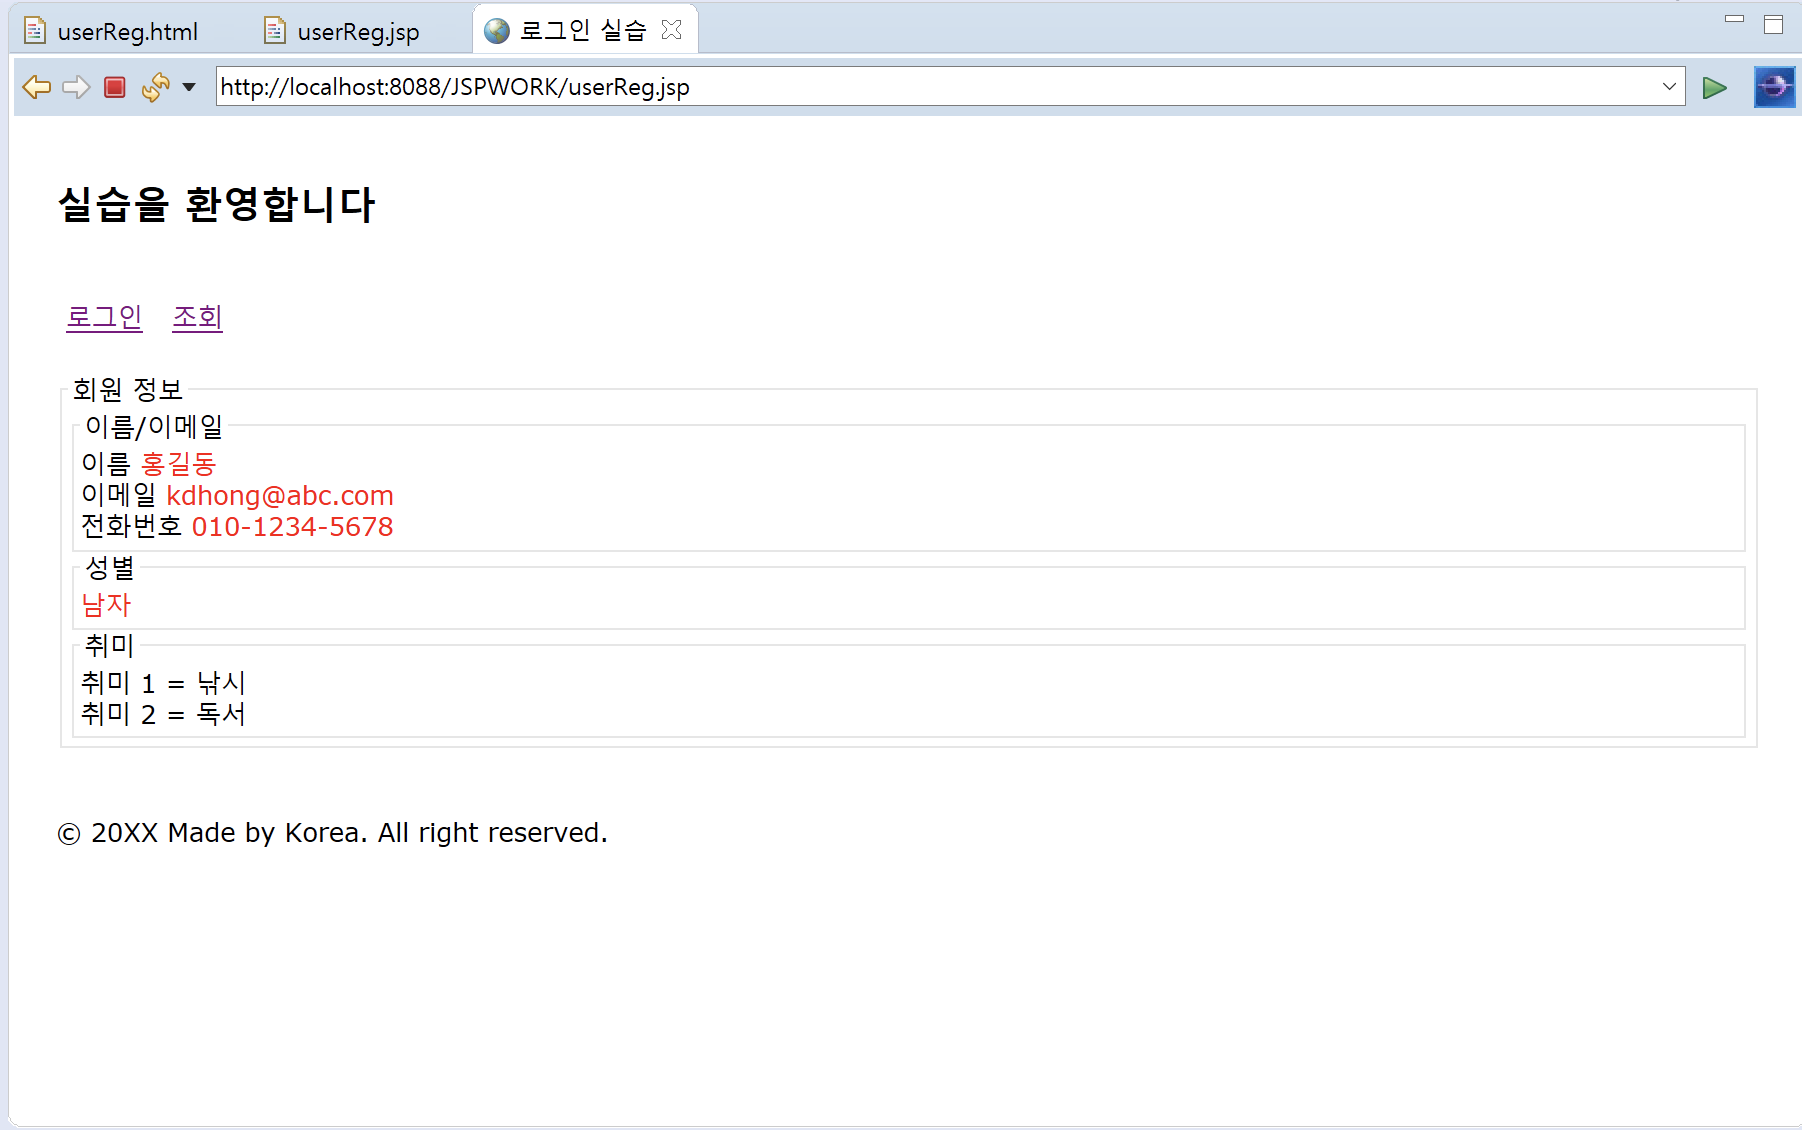 userReg.html userReg.jsp 로그인 실습
http://localhost:8088/JSPWORK/userReg.jsp
실습을 환영합니다
로그인 조회
회원 정보
이름/이메일
이름 홍길동
이메일 kdhong@abc.com
전화번호 010-1234-5678
성별
남자
취미
취미 1 = 낚시
취미 2 = 독서
© 20XX Made by Korea. All right reserved.